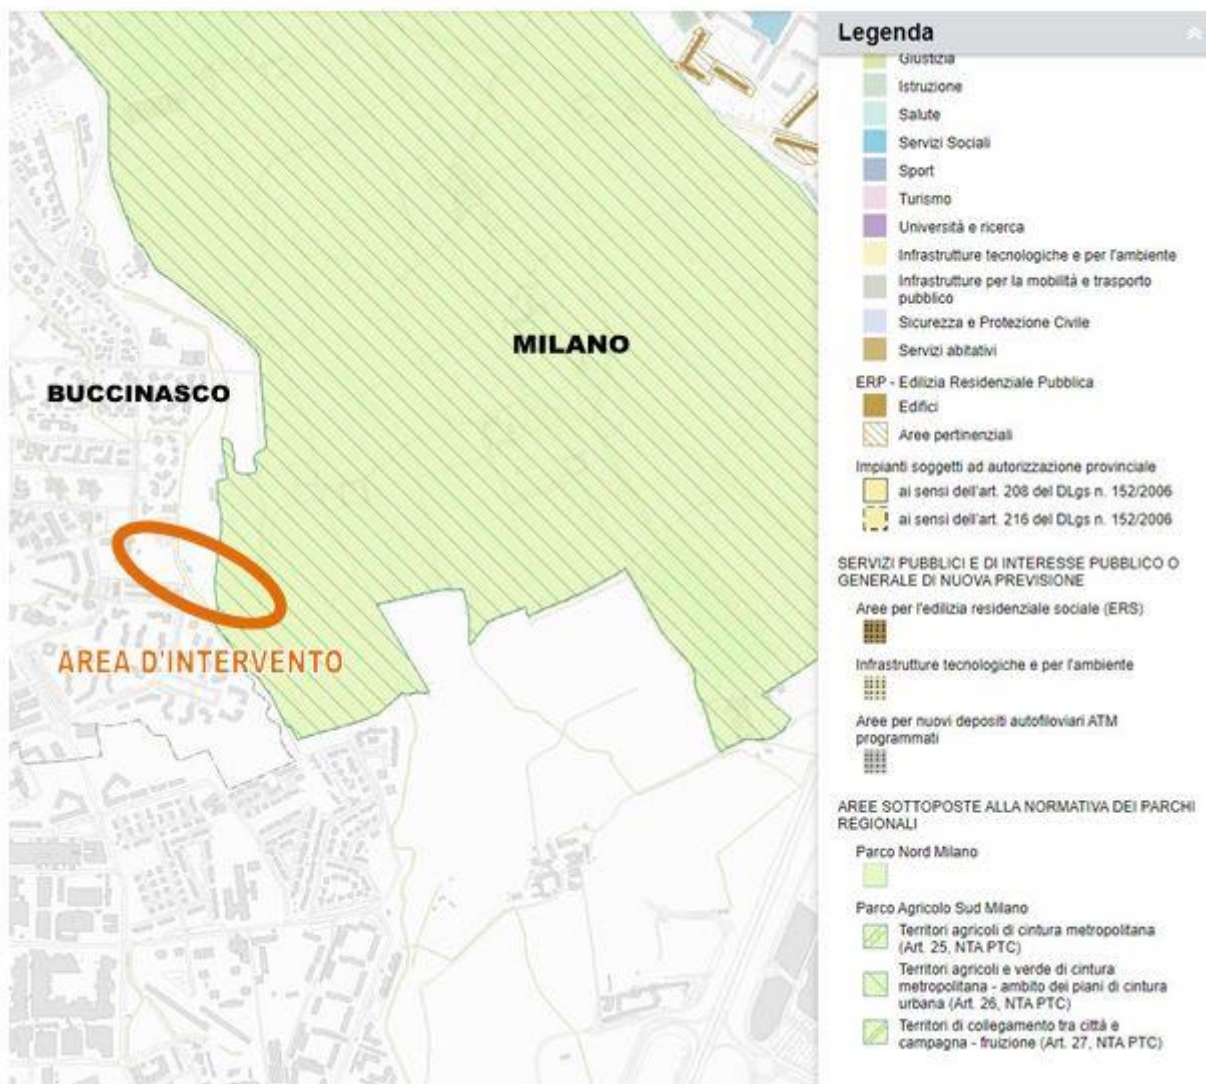 MILANO
BUCCINASCO
AREA D'INTERVENTO
Legenda
Giustizia
Istruzione
Salute
Servizi Sociali
Sport
Turismo
Università e ricerca
Infrastrutture tecnologiche e per l'ambiente
Infrastrutture per la mobilità e trasporto
pubblico
Sicurezza e Protezione Civile
Servizi abitativi
ERP - Edilizia Residenziale Pubblica
Edifici
Aree pertinenziali
Impianti soggetti ad autorizzazione provinciale
ai sensi dell'art. 208 del DLgs n. 152/2006
ai sensi dell'art. 216 del DLgs n. 152/2006
SERVIZI PUBBLICI E DI INTERESSE PUBBLICO O
GENERALE DI NUOVA PREVISIONE
Aree per l'edilizia residenziale sociale (ERS)
Infrastrutture tecnologiche e per l'ambiente
Aree per nuovi depositi autofiloviari ATM
programmati
AREE SOTTOPOSTE ALLA NORMATIVA DEI PARCHI
REGIONALI
Parco Nord Milano
Parco Agricolo Sud Milano
Territori agricoli di cintura metropolitana
(Art. 25, NTA PTC)
Territori agricoli e verde di cintura
metropolitana - ambito dei piani di cintura
urbana (Art. 26, NTA PTC)
Territori di collegamento tra città e
campagna - fruizione (Art. 27, NTA PTC)